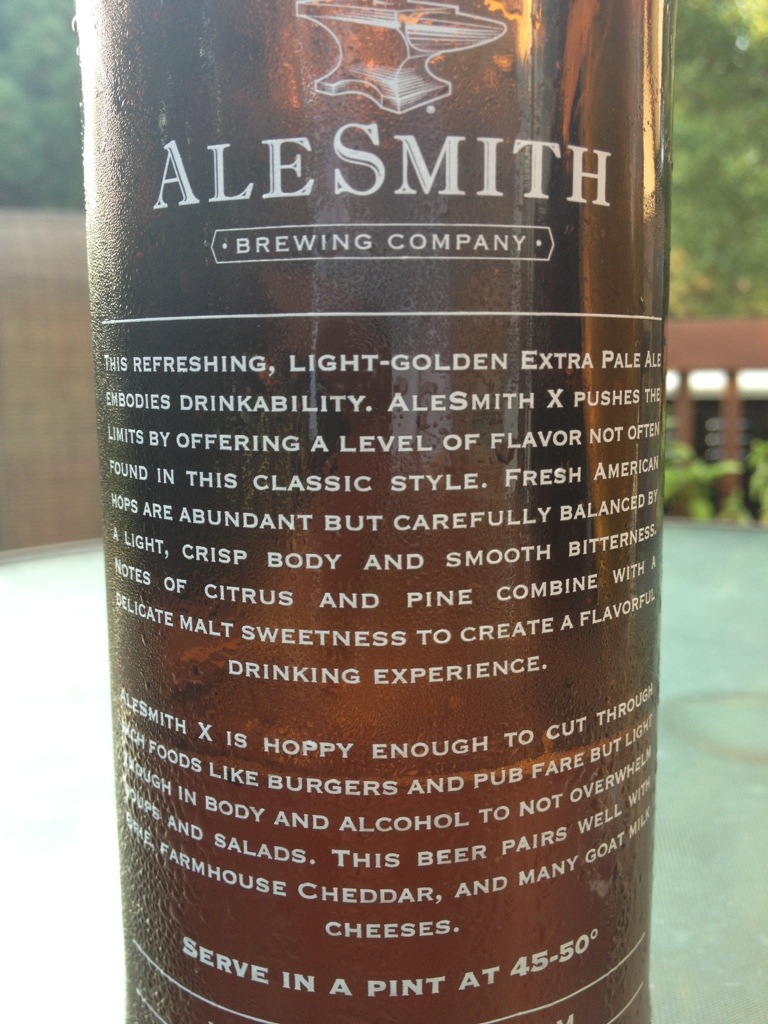 ALESMITH
· BREWING COMPANY ·
THIS REFRESHING, LIGHT-GOLDEN EXTRA PALE ALE
EMBODIES DRINKABILITY. ALESMITH X PUSHES THE
LIMITS BY OFFERING A LEVEL OF FLAVOR NOT OFTEN
FOUND IN THIS CLASSIC STYLE. FRESH AMERICAN
HOPS ARE ABUNDANT BUT CAREFULLY BALANCED BY
A LIGHT, CRISP BODY AND SMOOTH BITTERNESS.
NOTES OF CITRUS AND PINE COMBINE WITH A
DELICATE MALT SWEETNESS TO CREATE A FLAVORFUL
DRINKING EXPERIENCE.
ALESMITH X IS HOPPY ENOUGH TO CUT THROUGH
RICH FOODS LIKE BURGERS AND PUB FARE BUT LIGHT
ENOUGH IN BODY AND ALCOHOL TO NOT OVERWHELM
SOUPS AND SALADS. THIS BEER PAIRS WELL WITH
BRIE, FARMHOUSE CHEDDAR, AND MANY GOAT MILK
CHEESES.
SERVE IN A PINT AT 45-50°